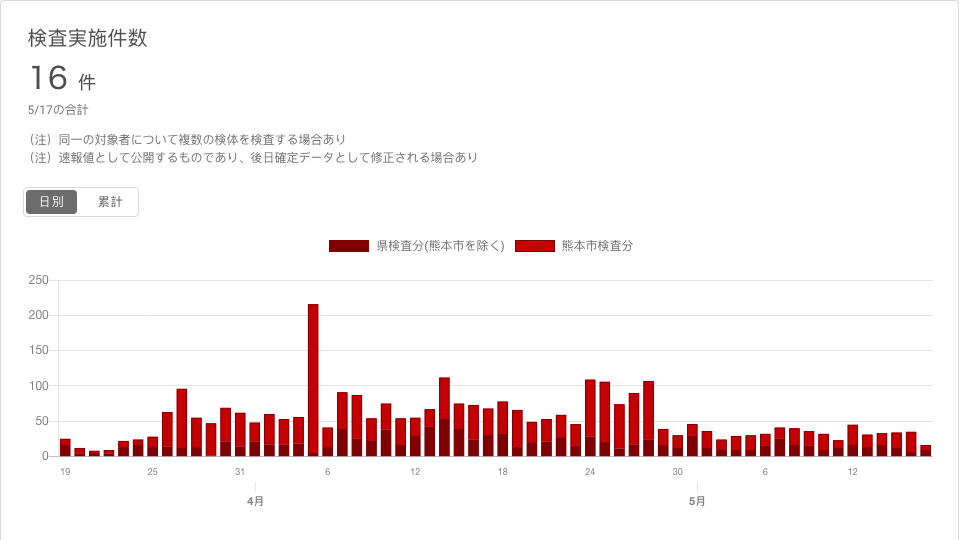 検査実施件数
16 件
5/17の合計
（注）同一の対象者について複数の検体を検査する場合あり
（注）速報値として公開するものであり、後日確定データとして修正される場合あり
日別 累計
県検査分(熊本市を除く) 熊本市検査分
250
200
150
100
50
0
19 25 31 6 12 18 24 30 6 12
4月 5月